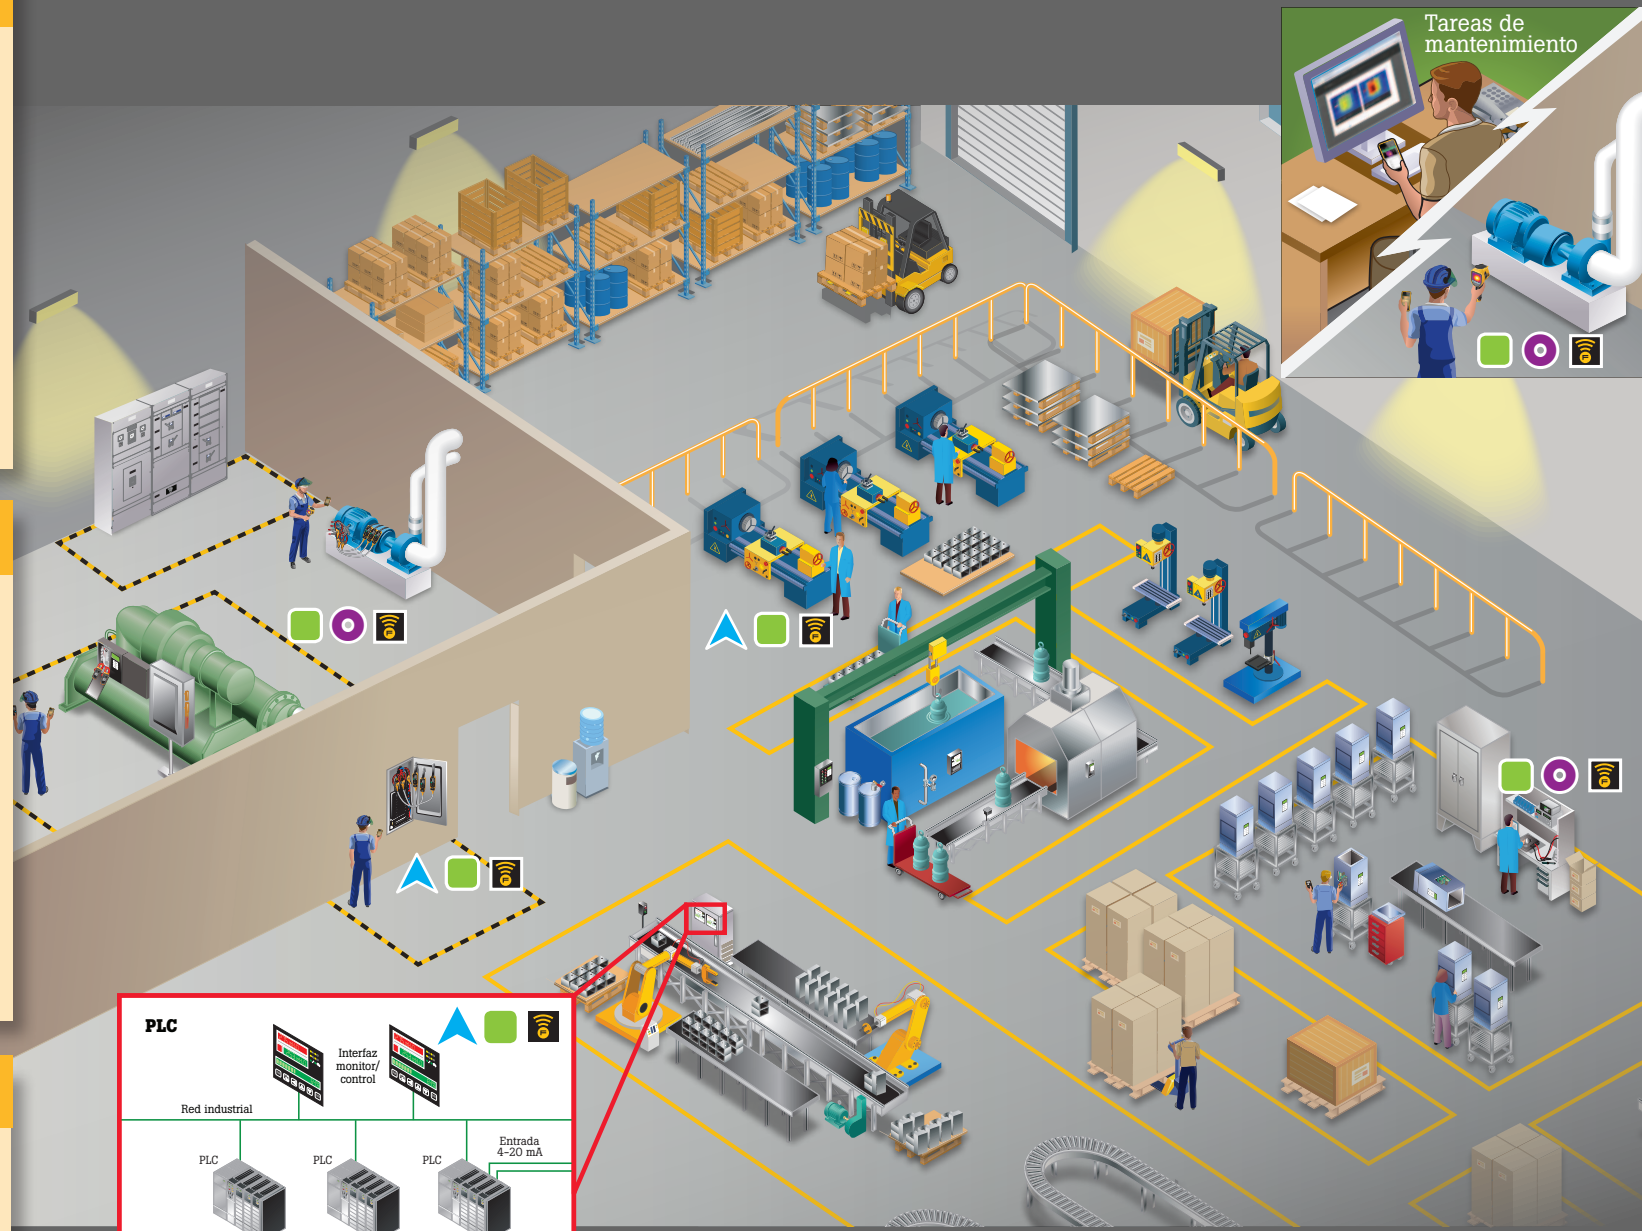 Tareas de
mantenimiento
PLC
Interfaz
monitor/
control
Red industrial
Entrada
4-20 mA
PLC
PLC
PLC